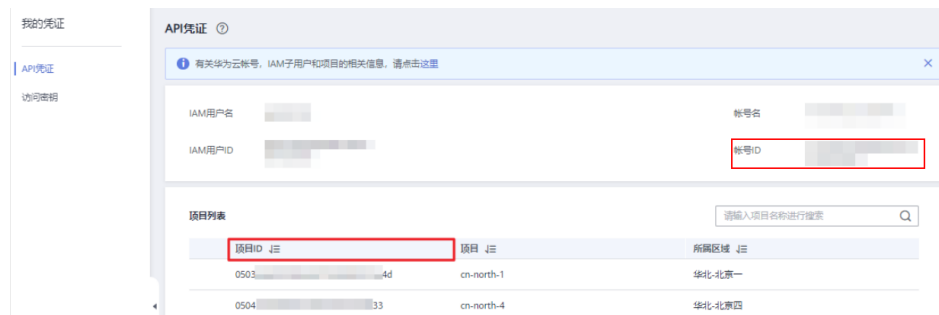 我的凭证
API凭证
访问密钥
API凭证
有关华为云帐号, IAM子用户和项目的相关信息, 请点击这里
IAM用户名
帐号名
IAM用户ID
帐号ID
项目列表
请输入项目名称进行搜索
项目ID 项目 所属区域
0503 4d cn-north-1 华北-北京一
0504 33 cn-north-4 华北-北京四